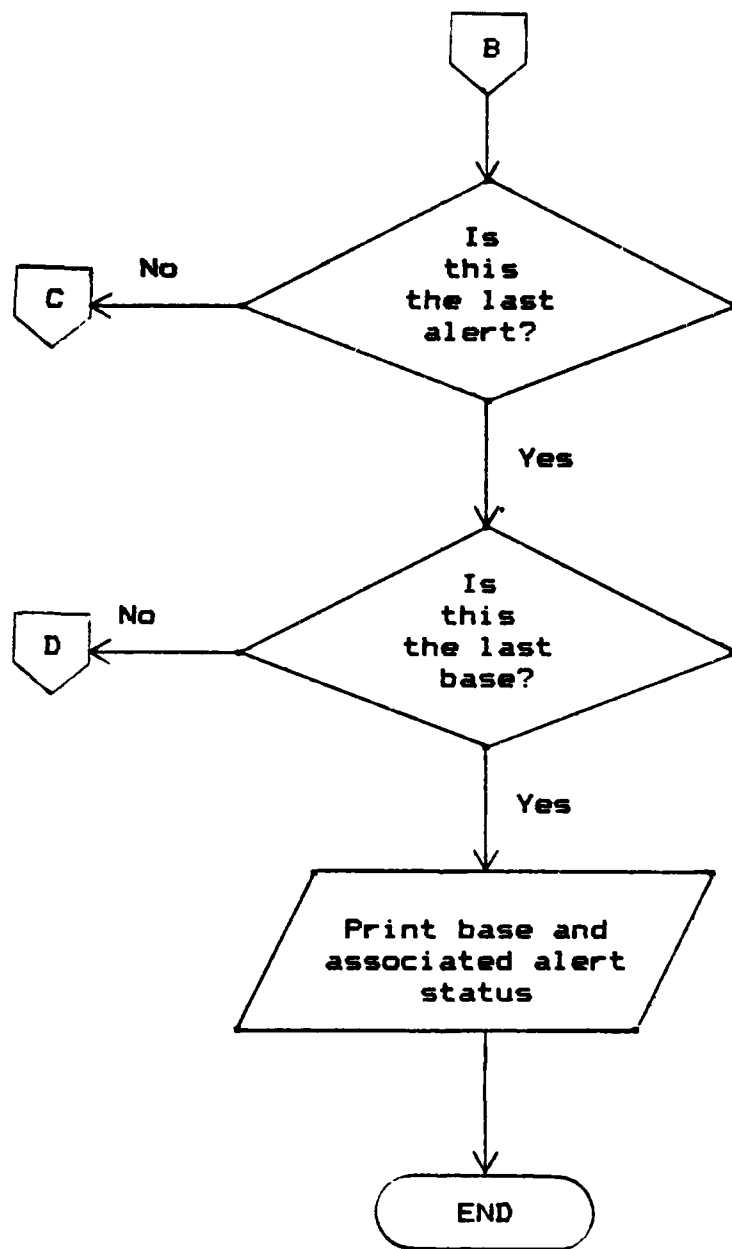 B
Is
this
the last
alert?
No
C
Yes
Is
this
the last
base?
No
D
Yes
Print base and
associated alert
status
END